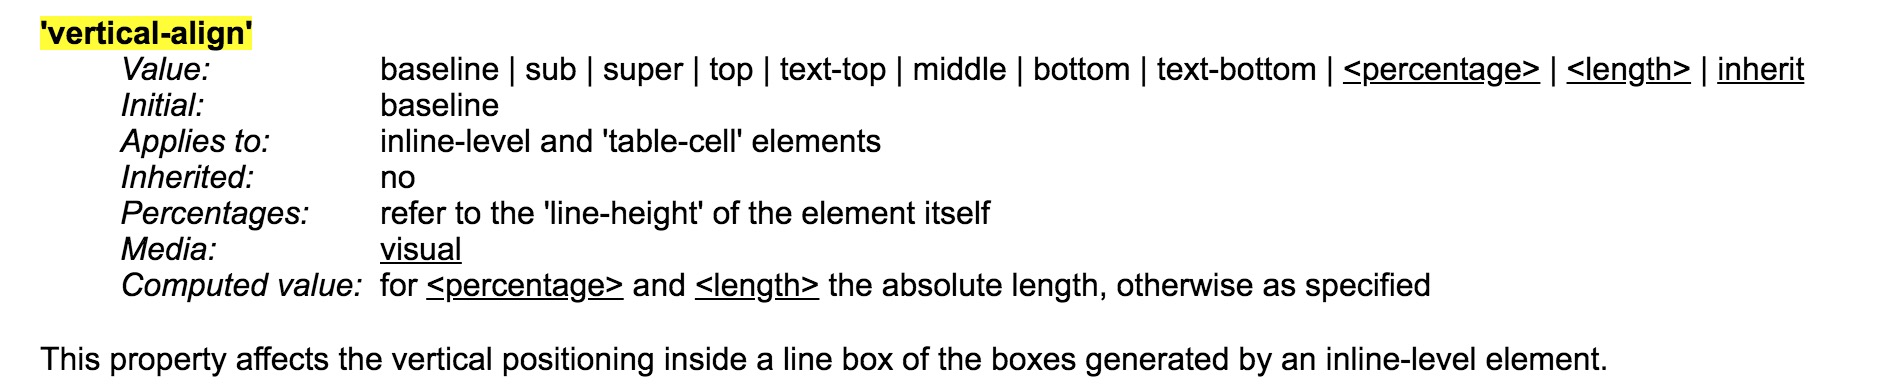 'vertical-align'
Value: baseline | sub | super | top | text-top | middle | bottom | text-bottom | <percentage> | <length> | inherit
Initial: baseline
Applies to: inline-level and 'table-cell' elements
Inherited: no
Percentages: refer to the 'line-height' of the element itself
Media: visual
Computed value: for <percentage> and <length> the absolute length, otherwise as specified
This property affects the vertical positioning inside a line box of the boxes generated by an inline-level element.